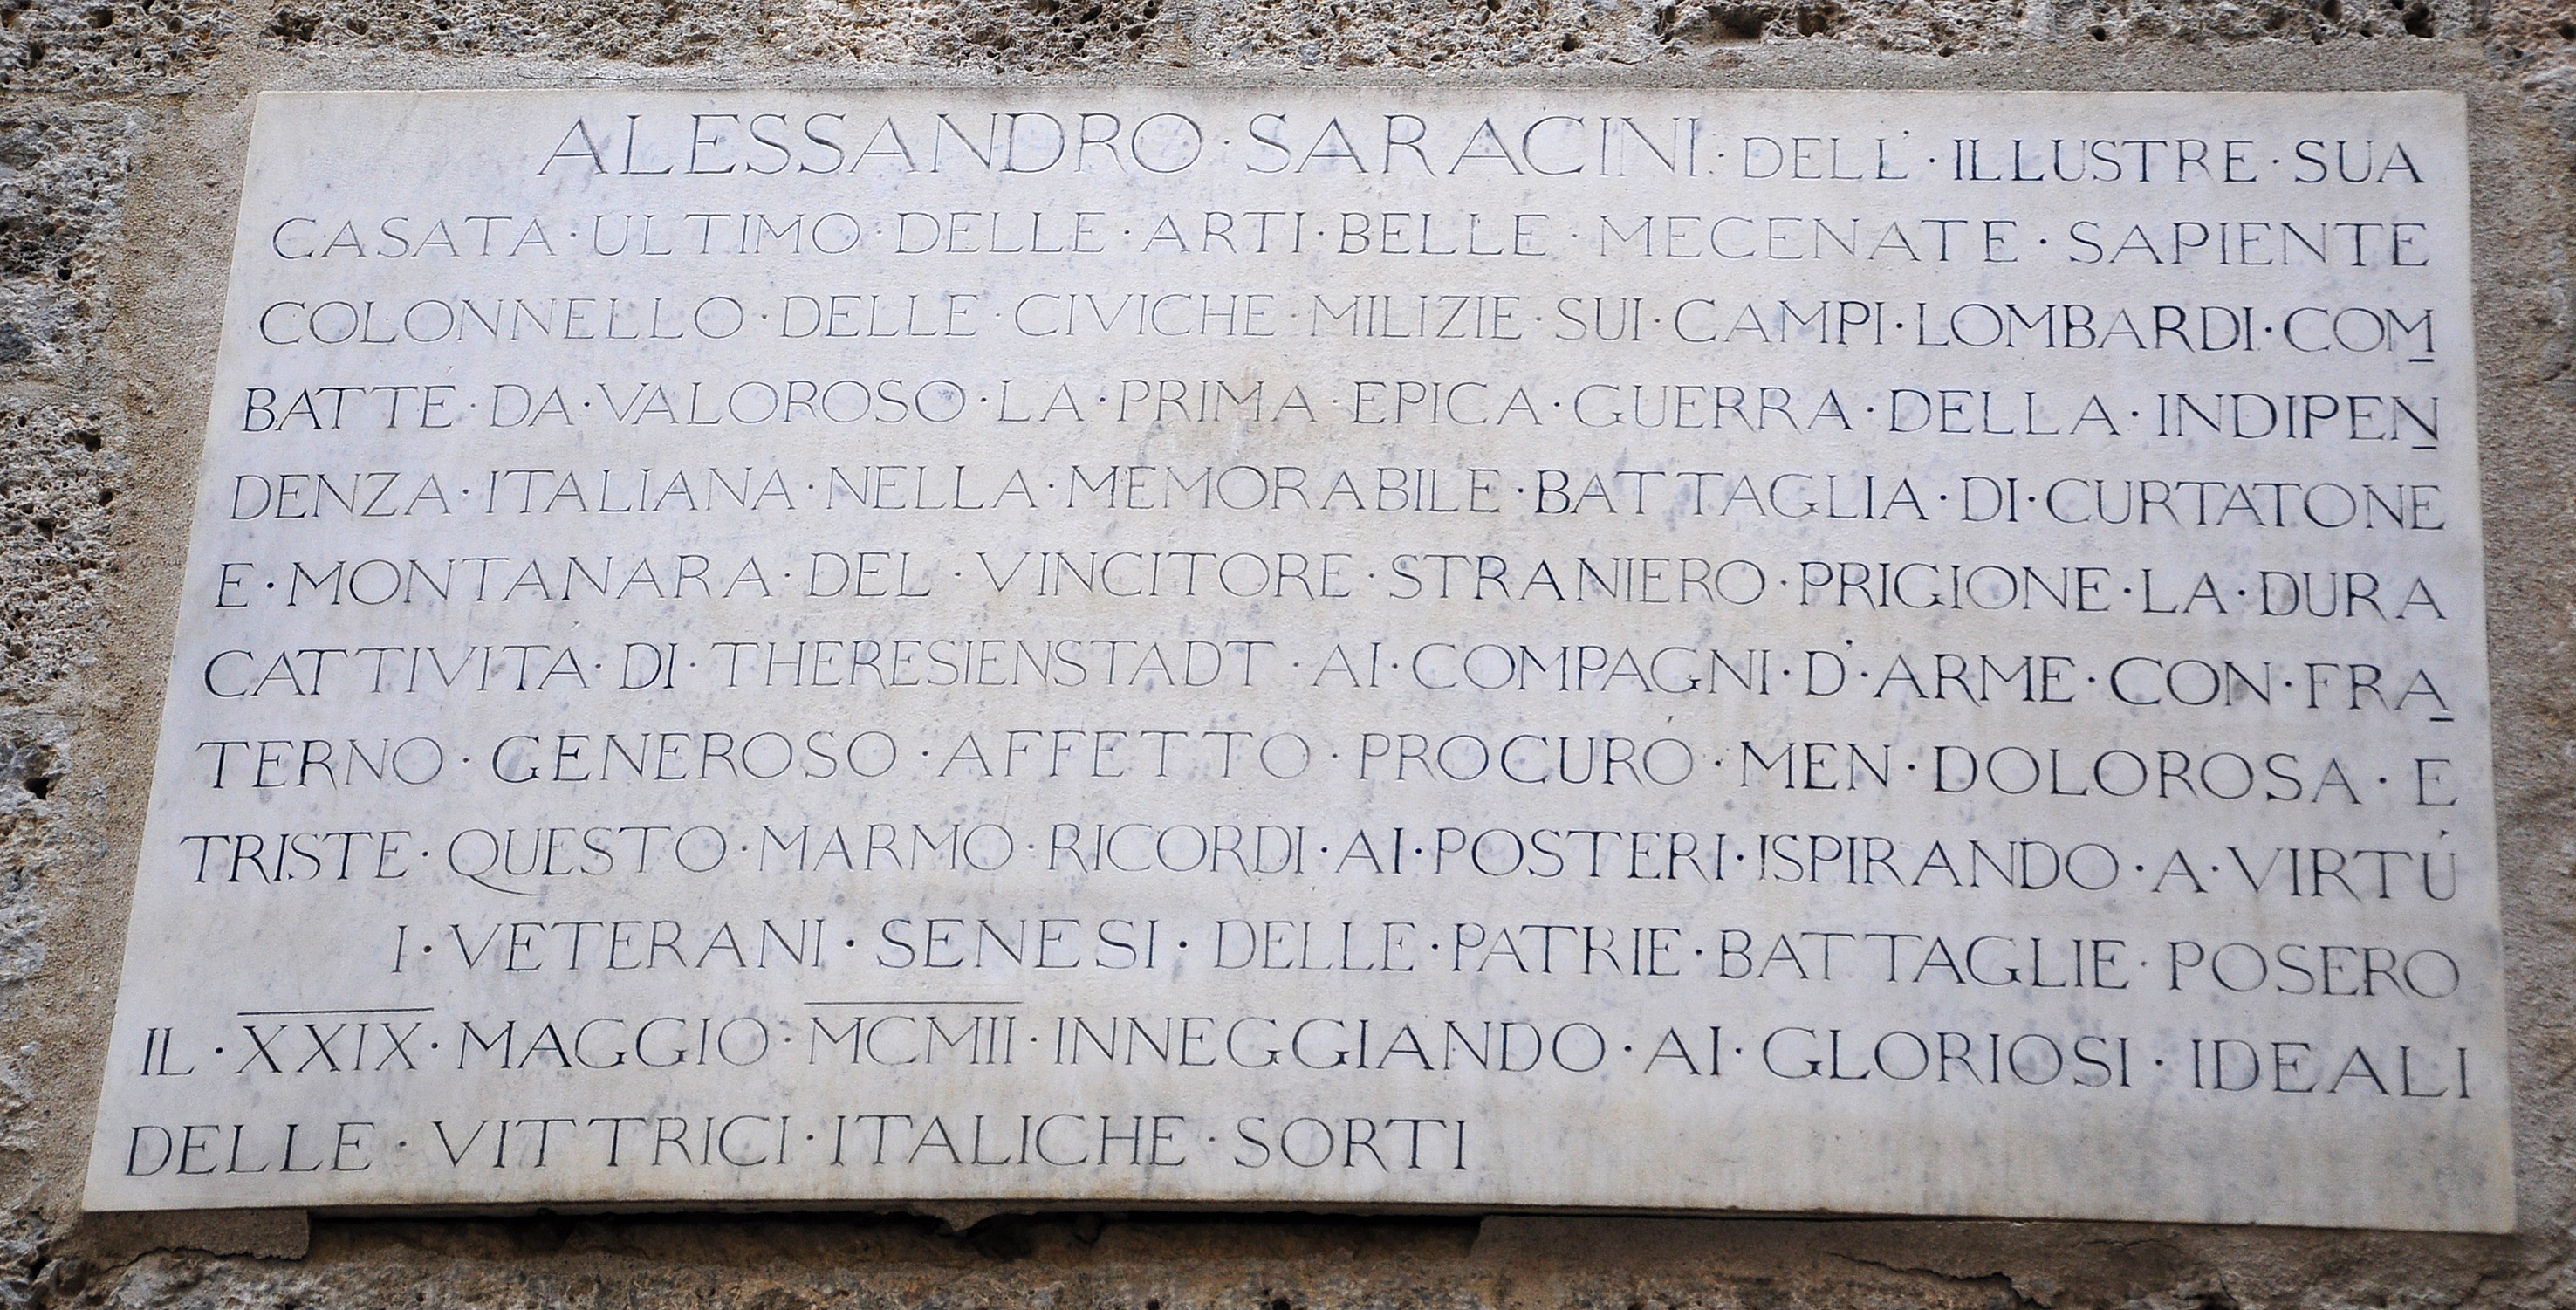 ALESSANDRO · SARACINI · DELL' · ILLUSTRE · SUA
CASATA · ULTIMO · DELLE · ARTI · BELLE · MECENATE · SAPIENTE
COLONNELLO · DELLE · CIVICHE · MILIZIE · SUI · CAMPI · LOMBARDI · COM
BATTÉ · DA · VALOROSO · LA · PRIMA · EPICA · GUERRA · DELLA · INDIPEN
DENZA · ITALIANA · NELLA · MEMORABILE · BATTAGLIA · DI · CURTATONE
E · MONTANARA · DEL · VINCITORE · STRANIERO · PRIGIONE · LA · DURA
CATTIVITÁ · DI · THERESIENSTADT · AI · COMPAGNI · D' · ARME · CON · FRA
TERNO · GENEROSO · AFFETTO · PROCURÓ · MEN · DOLOROSA · E
TRISTE · QUESTO · MARMO · RICORDI · AI · POSTERI · ISPIRANDO · A · VIRTÚ
I · VETERANI · SENESI · DELLE · PATRIE · BATTAGLIE · POSERO
IL · XXIX · MAGGIO · MCMII · INNEGGIANDO · AI · GLORIOSI · IDEALI
DELLE · VITTRICI · ITALICHE · SORTI